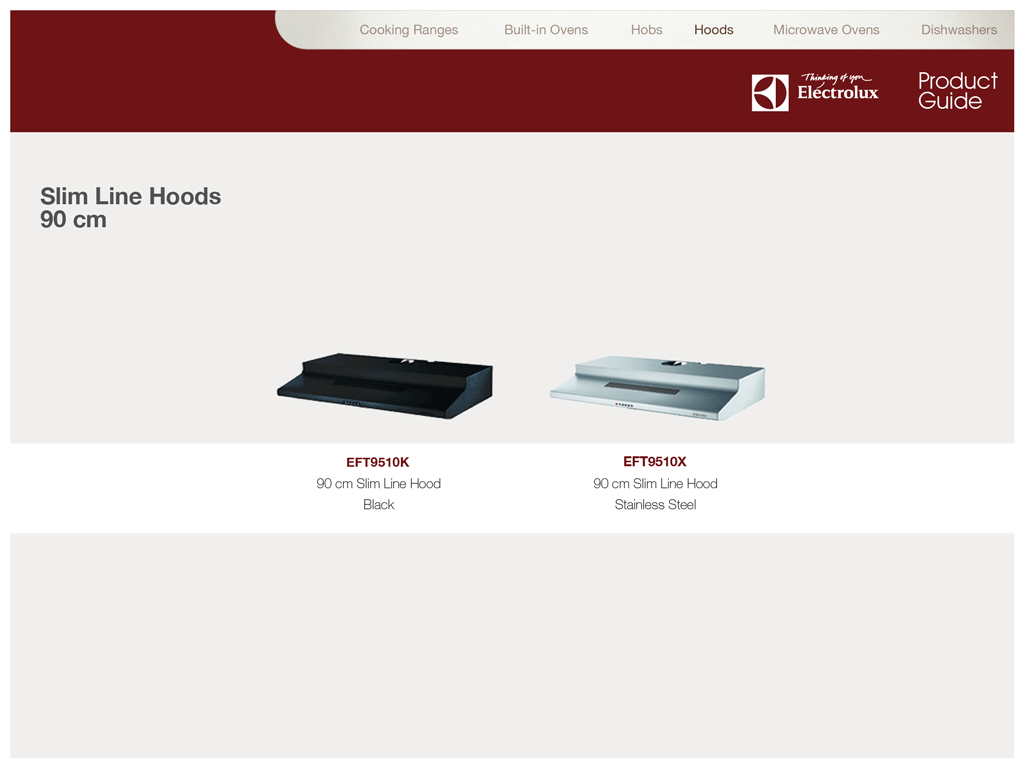 Cooking Ranges Built-in Ovens Hobs Hoods Microwave Ovens Dishwashers
Thinking of you
Electrolux
Product
Guide
Slim Line Hoods
90 cm
EFT9510K
90 cm Slim Line Hood
Black
EFT9510X
90 cm Slim Line Hood
Stainless Steel